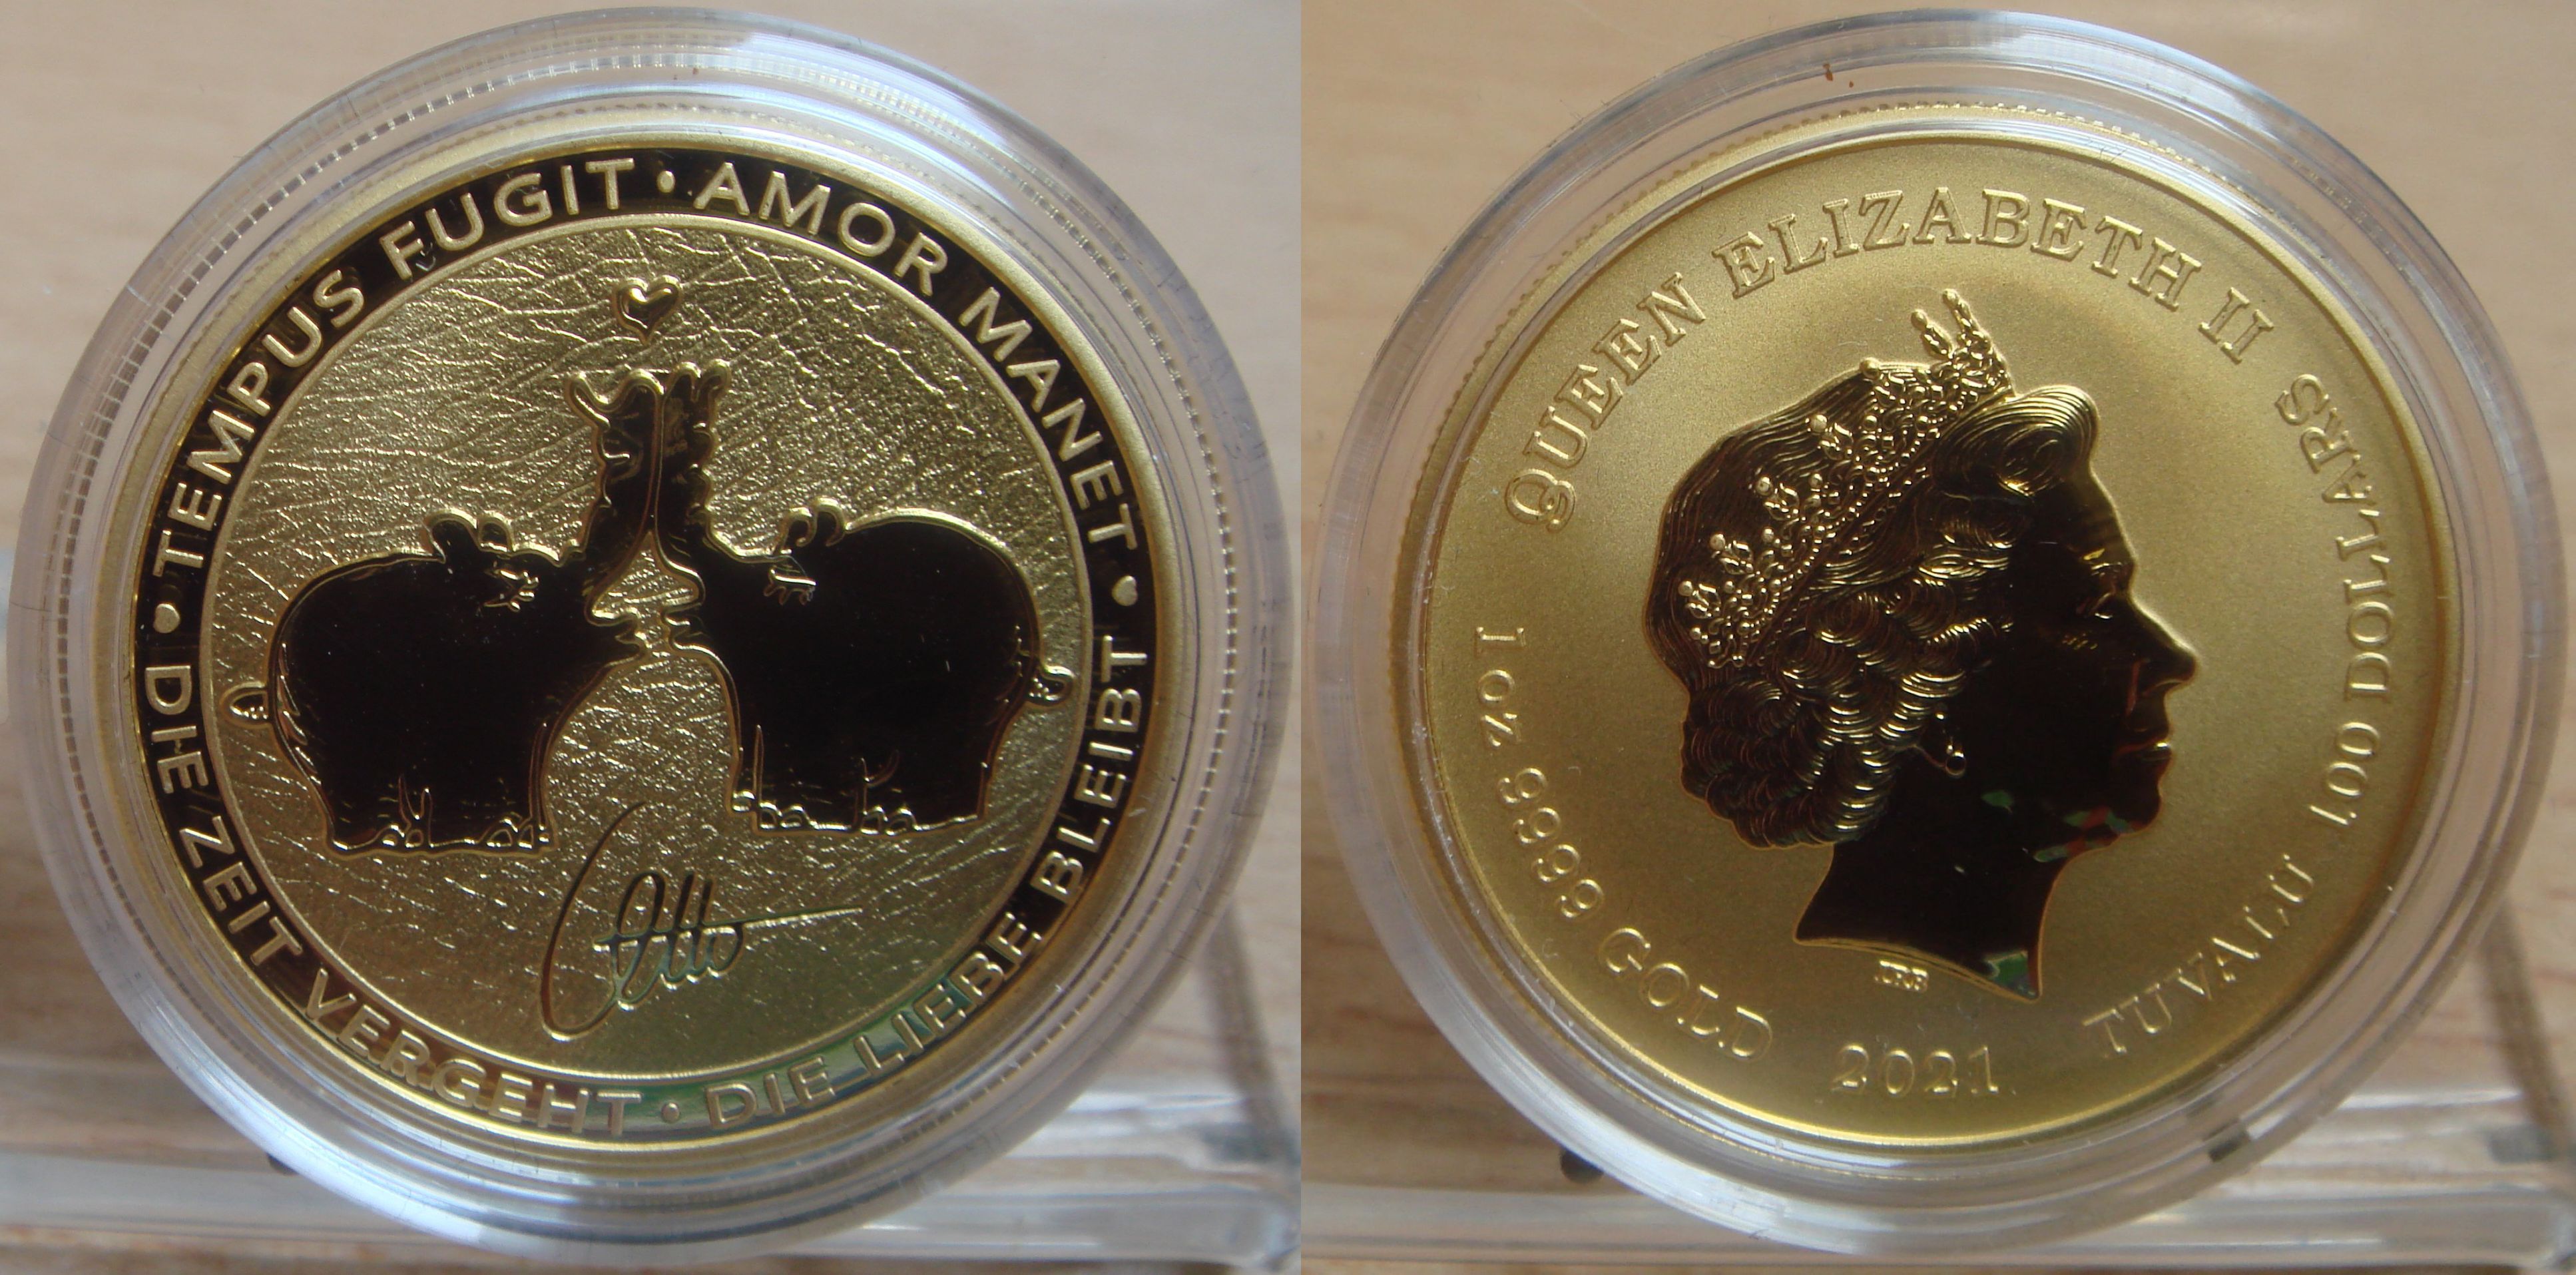 • TEMPUS FUGIT • AMOR MANET •
DIE ZEIT VERGEHT • DIE LIEBE BLEIBT
Otto
QUEEN ELIZABETH II
1 oz 9999 GOLD 2021 TUVALU 100 DOLLARS